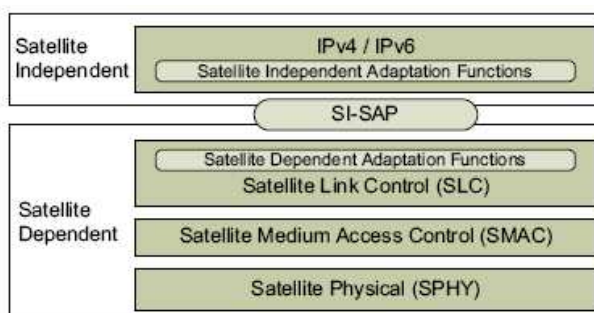 Satellite
Independent
IPv4 / IPv6
Satellite Independent Adaptation Functions
SI-SAP
Satellite
Dependent
Satellite Dependent Adaptation Functions
Satellite Link Control (SLC)
Satellite Medium Access Control (SMAC)
Satellite Physical (SPHY)